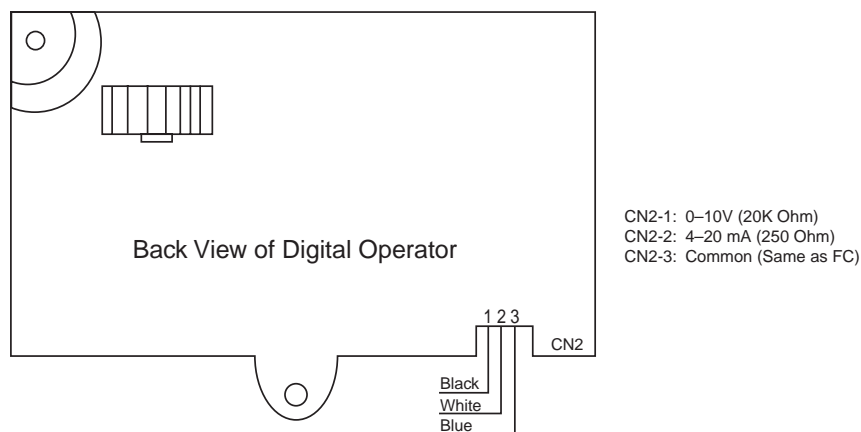 Back View of Digital Operator
CN2-1: 0–10V (20K Ohm)
CN2-2: 4–20 mA (250 Ohm)
CN2-3: Common (Same as FC)
1 2 3
CN2
Black
White
Blue